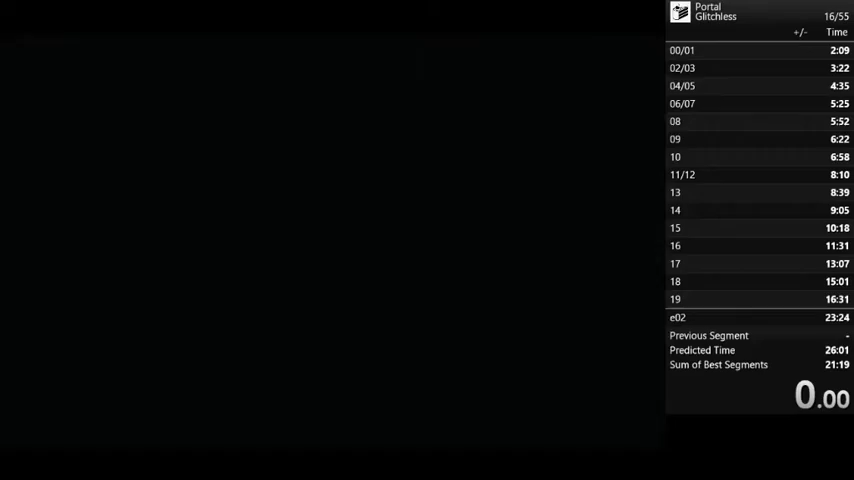 Portal
Glitchless 16/55
+/- Time
00/01 2:09
02/03 3:22
04/05 4:35
06/07 5:25
08 5:52
09 6:22
10 6:58
11/12 8:10
13 8:39
14 9:05
15 10:18
16 11:31
17 13:07
18 15:01
19 16:31
e02 23:24
Previous Segment -
Predicted Time 26:01
Sum of Best Segments 21:19
0.00